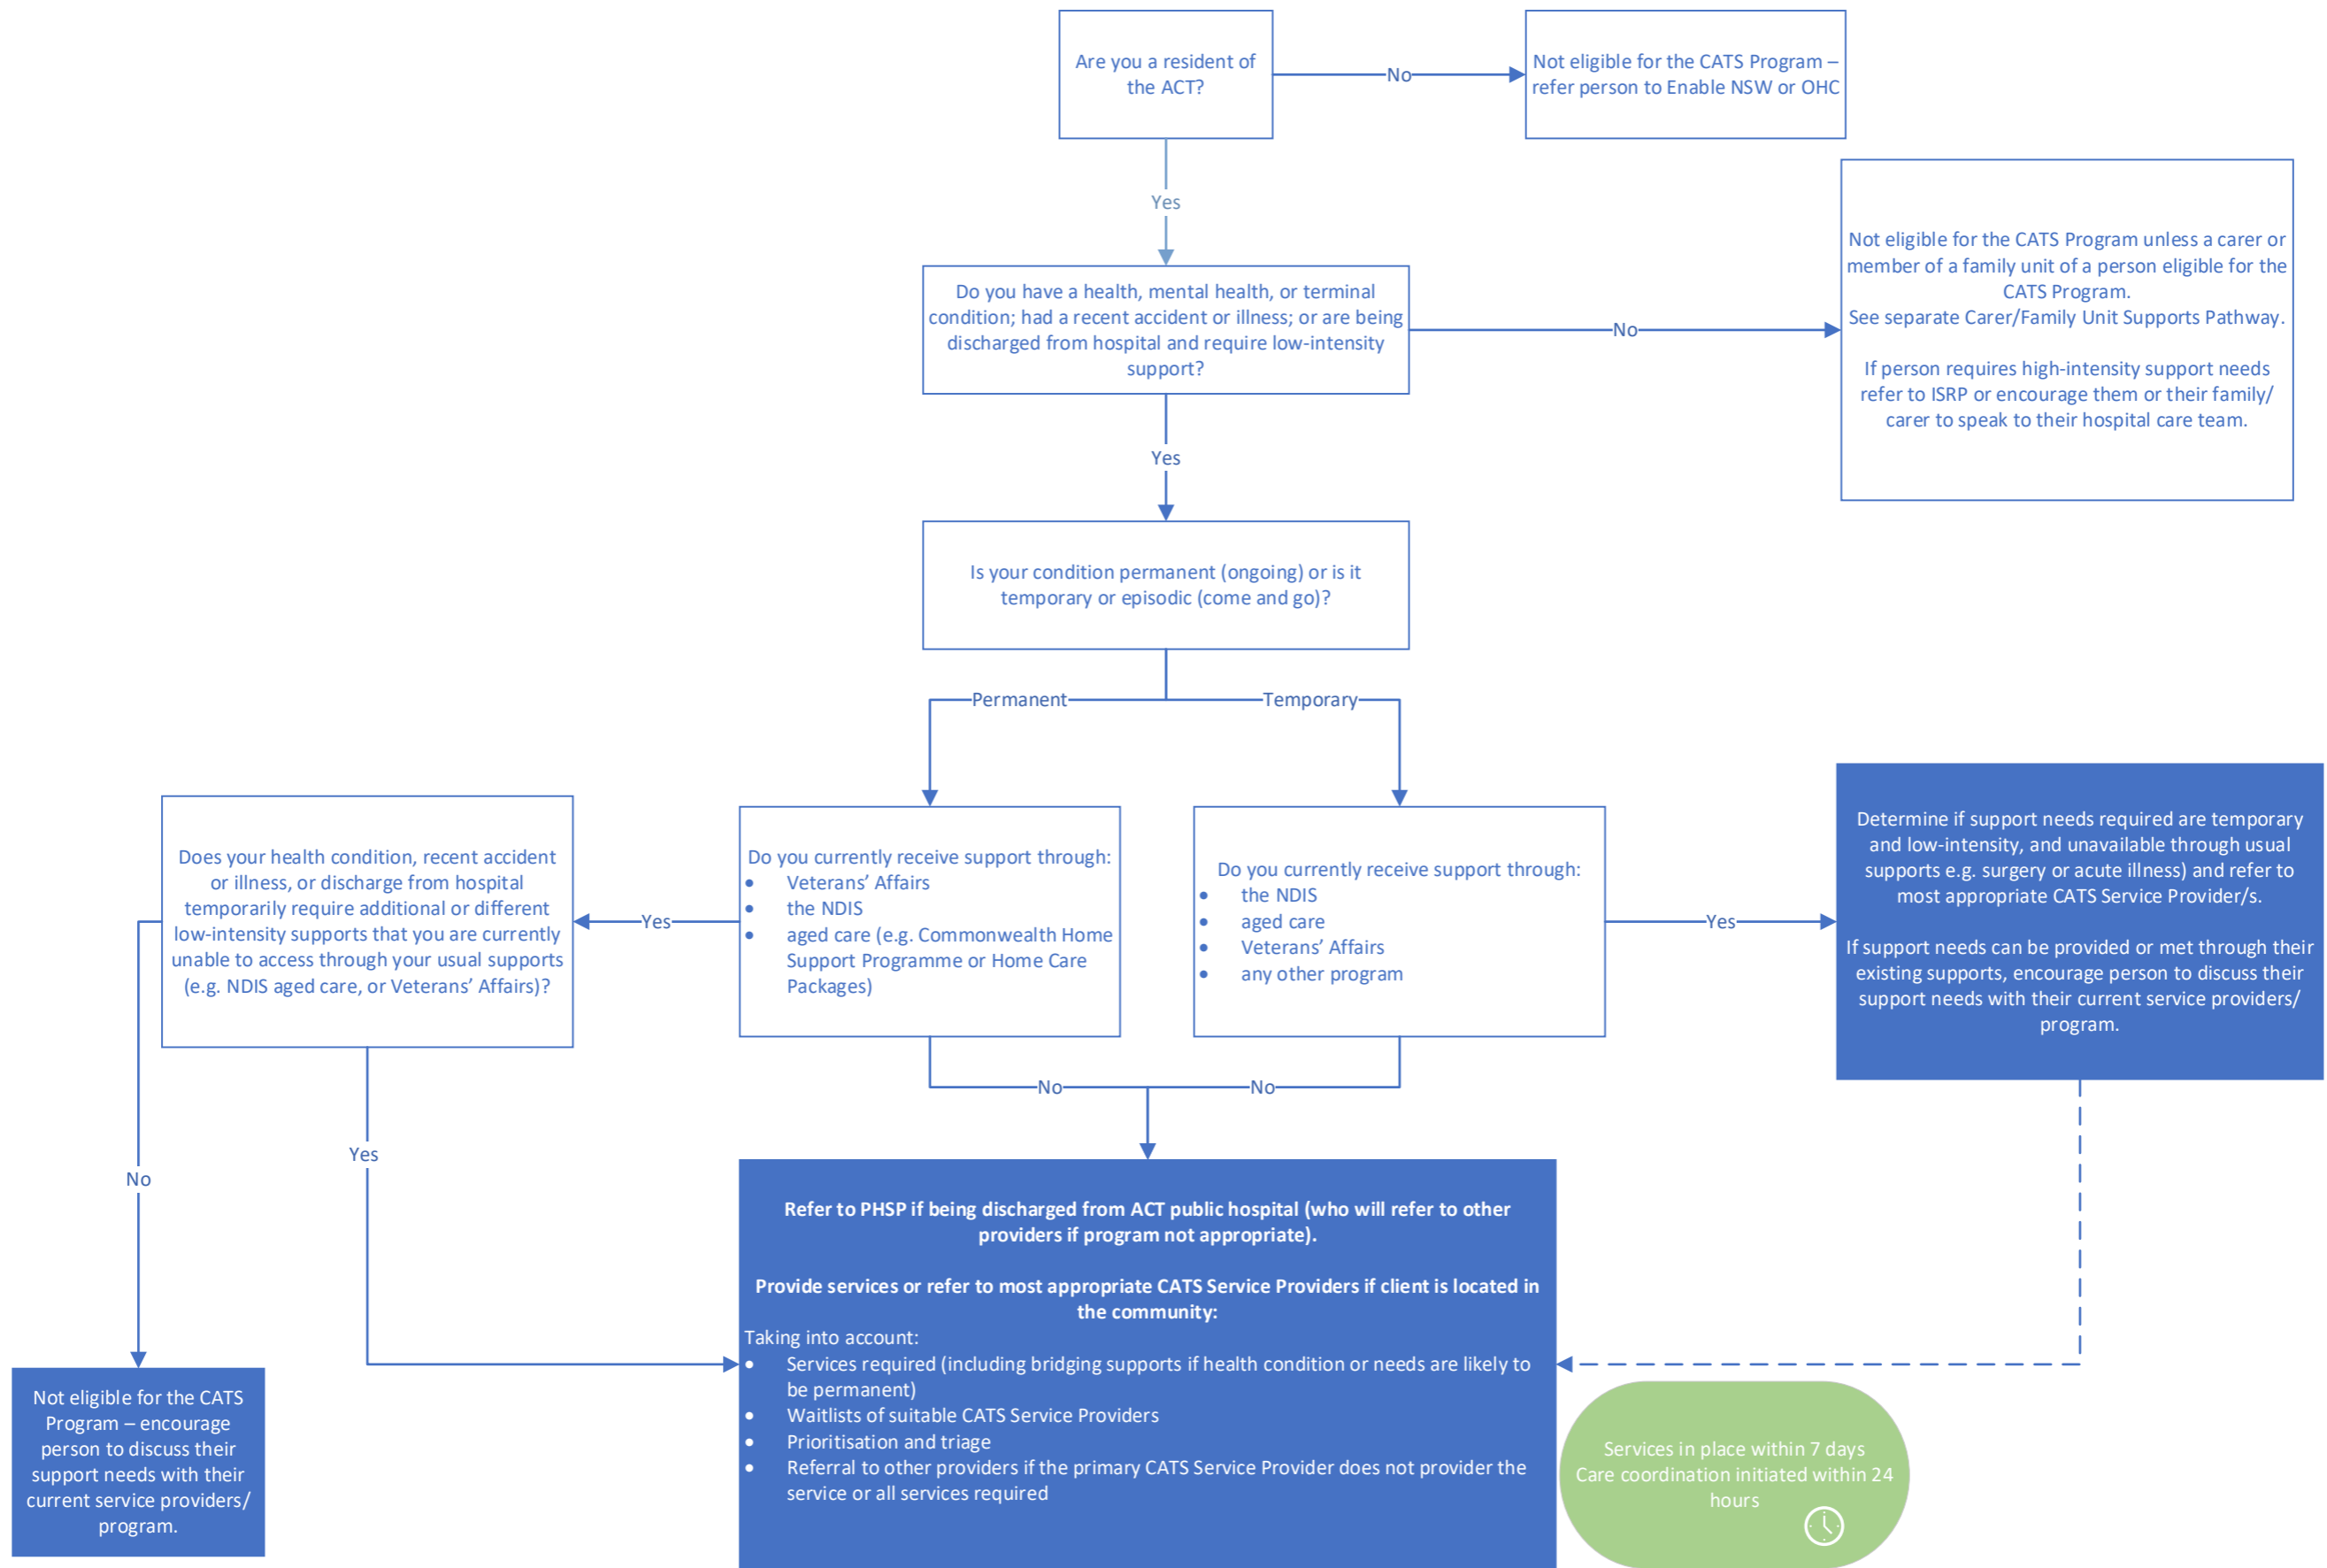 Are you a resident of
the ACT?
No
Not eligible for the CATS Program –
refer person to Enable NSW or OHC
Yes
Do you have a health, mental health, or terminal
condition; had a recent accident or illness; or are being
discharged from hospital and require low-intensity
support?
No
Not eligible for the CATS Program unless a carer or
member of a family unit of a person eligible for the
CATS Program.
See separate Carer/Family Unit Supports Pathway.
If person requires high-intensity support needs
refer to ISRP or encourage them or their family/
carer to speak to their hospital care team.
Yes
Is your condition permanent (ongoing) or is it
temporary or episodic (come and go)?
Permanent
Temporary
Does your health condition, recent accident
or illness, or discharge from hospital
temporarily require additional or different
low-intensity supports that you are currently
unable to access through your usual supports
(e.g. NDIS aged care, or Veterans’ Affairs)?
Yes
Do you currently receive support through:
• Veterans’ Affairs
• the NDIS
• aged care (e.g. Commonwealth Home
Support Programme or Home Care
Packages)
Do you currently receive support through:
• the NDIS
• aged care
• Veterans’ Affairs
• any other program
Yes
Determine if support needs required are temporary
and low-intensity, and unavailable through usual
supports e.g. surgery or acute illness) and refer to
most appropriate CATS Service Provider/s.
If support needs can be provided or met through their
existing supports, encourage person to discuss their
support needs with their current service providers/
program.
No
No
Yes
No
Refer to PHSP if being discharged from ACT public hospital (who will refer to other
providers if program not appropriate).
Provide services or refer to most appropriate CATS Service Providers if client is located in
the community:
Taking into account:
• Services required (including bridging supports if health condition or needs are likely to
be permanent)
• Waitlists of suitable CATS Service Providers
• Prioritisation and triage
• Referral to other providers if the primary CATS Service Provider does not provider the
service or all services required
Not eligible for the CATS
Program – encourage
person to discuss their
support needs with their
current service providers/
program.
Services in place within 7 days
Care coordination initiated within 24
hours